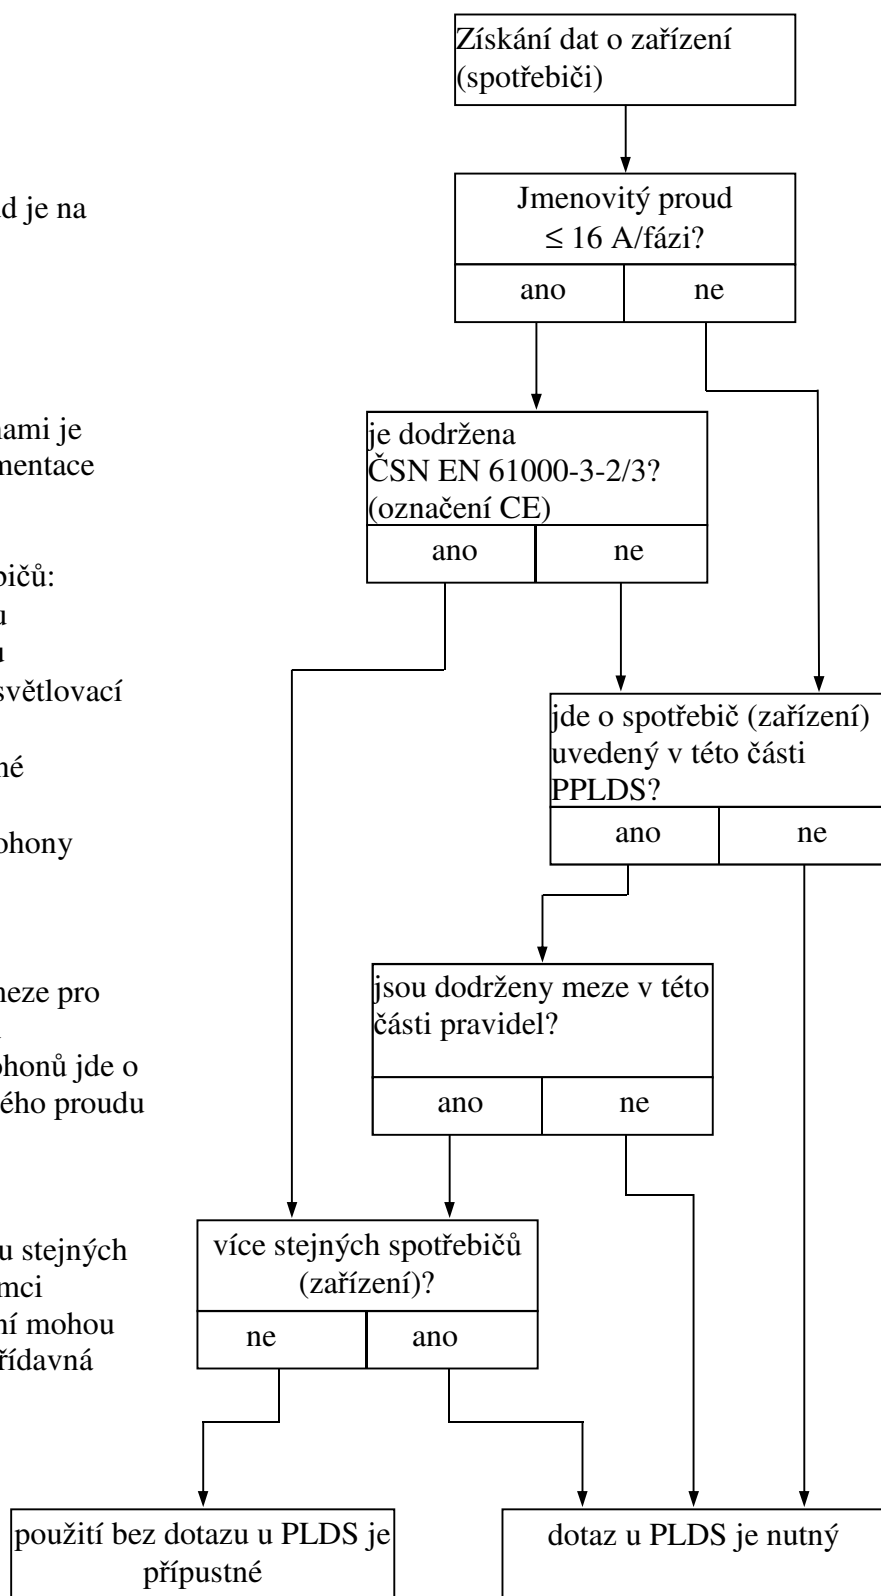 Získání dat o zařízení
(spotřebiči)
d je na
Jmenovitý proud
≤ 16 A/fázi?
ano
ne
nami je
mentace
je dodržena
ČSN EN 61000-3-2/3?
(označení CE)
ano
ne
bičů:
u
u
světlovací
né
ohony
jde o spotřebič (zařízení)
uvedený v této části
PPLDS?
ano
ne
meze pro
ohonů jde o
ého proudu
jsou dodrženy meze v této
části pravidel?
ano
ne
u stejných
mci
ní mohou
řídavná
více stejných spotřebičů
(zařízení)?
ne
ano
použití bez dotazu u PLDS je
přípustné
dotaz u PLDS je nutný